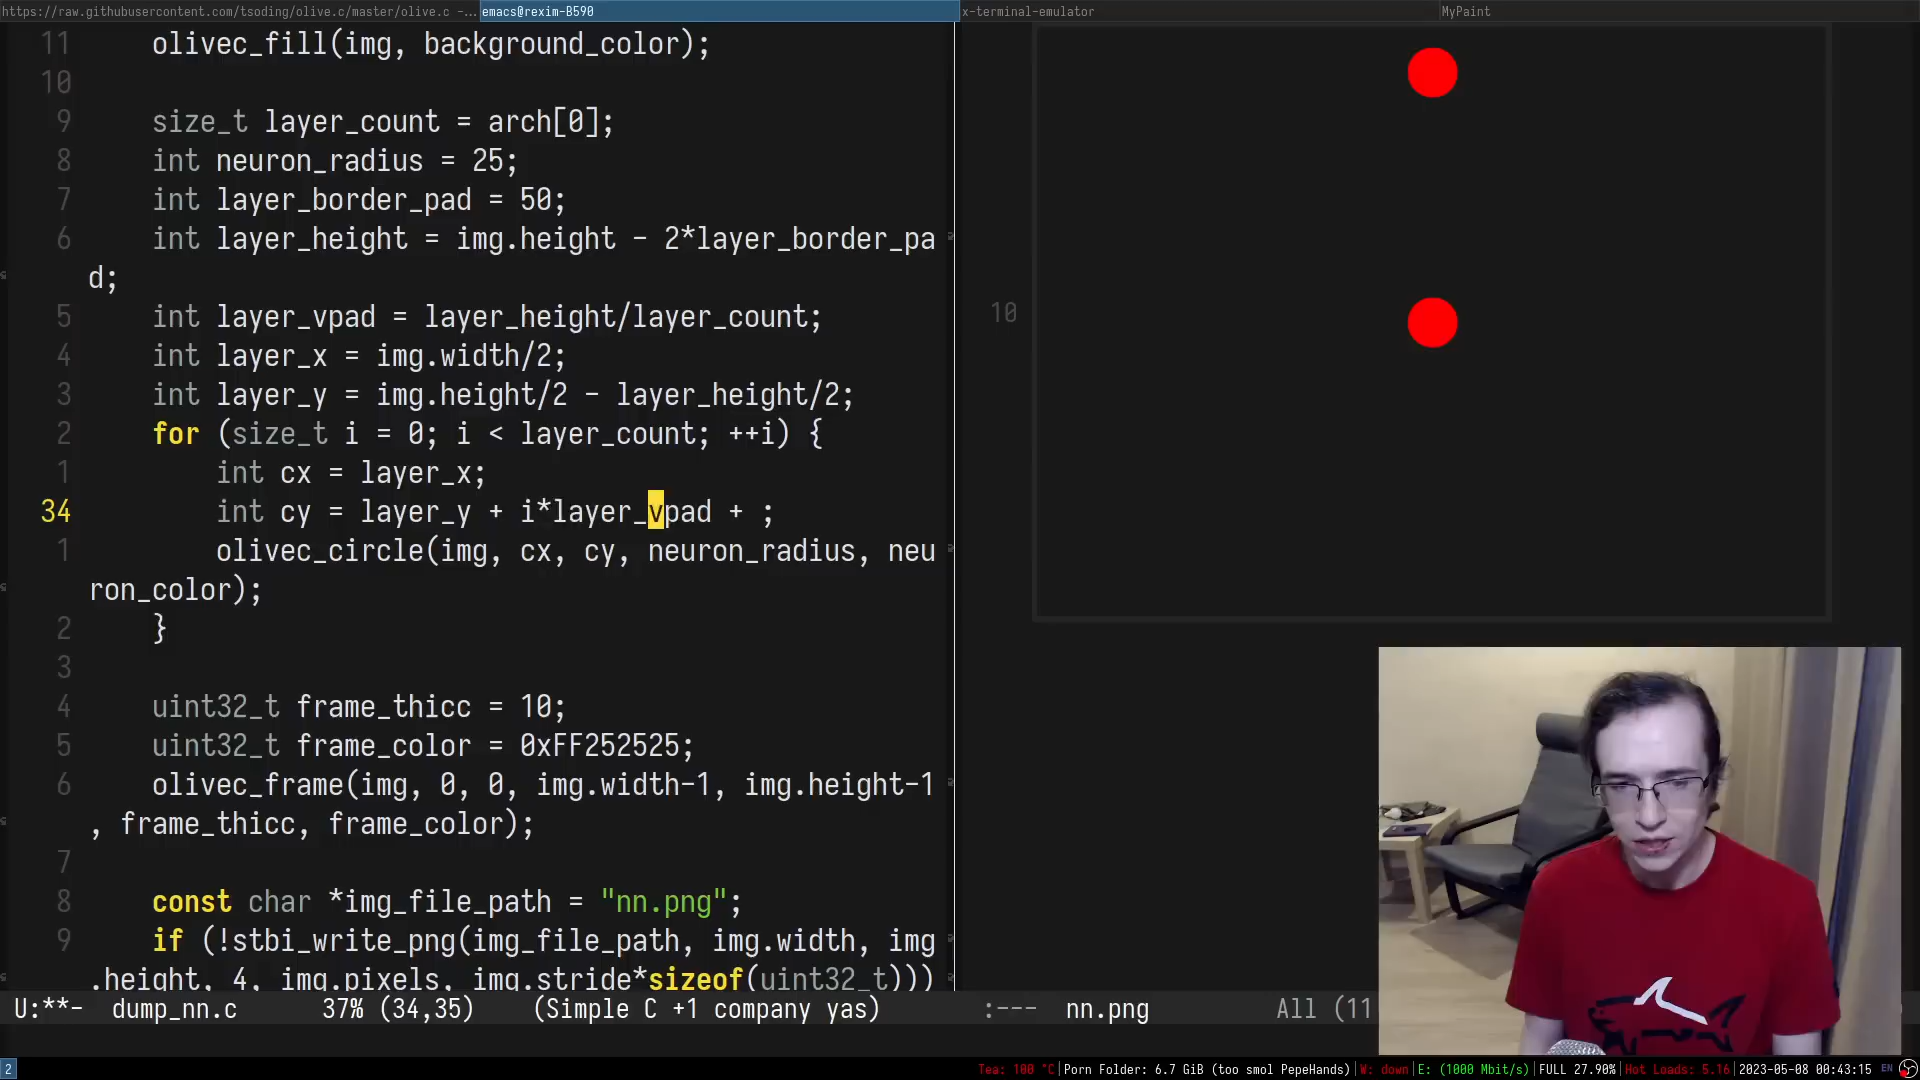 https://raw.githubusercontent.com/tsoding/olive.c/master/olive.c -... emacs@rexim-B590 x-terminal-emulator MyPaint
11 olivec_fill(img, background_color);
10
9 size_t layer_count = arch[0];
8 int neuron_radius = 25;
7 int layer_border_pad = 50;
6 int layer_height = img.height - 2*layer_border_pa
d;
5 int layer_vpad = layer_height/layer_count;
4 int layer_x = img.width/2;
3 int layer_y = img.height/2 - layer_height/2;
2 for (size_t i = 0; i < layer_count; ++i) {
1 int cx = layer_x;
34 int cy = layer_y + i*layer_vpad + ;
1 olivec_circle(img, cx, cy, neuron_radius, neu
ron_color);
2 }
3
4 uint32_t frame_thicc = 10;
5 uint32_t frame_color = 0xFF252525;
6 olivec_frame(img, 0, 0, img.width-1, img.height-1
, frame_thicc, frame_color);
7
8 const char *img_file_path = "nn.png";
9 if (!stbi_write_png(img_file_path, img.width, img
.height, 4, img.pixels, img.stride*sizeof(uint32_t)))
U:**- dump_nn.c 37% (34,35) (Simple C +1 company yas)
10
:--- nn.png All (11
2 Tea: 100 °C|Porn Folder: 6.7 GiB (too smol PepeHands)|W: down|E: (1000 Mbit/s)|FULL 27.90%|Hot Loads: 5.16|2023-05-08 00:43:15 EN